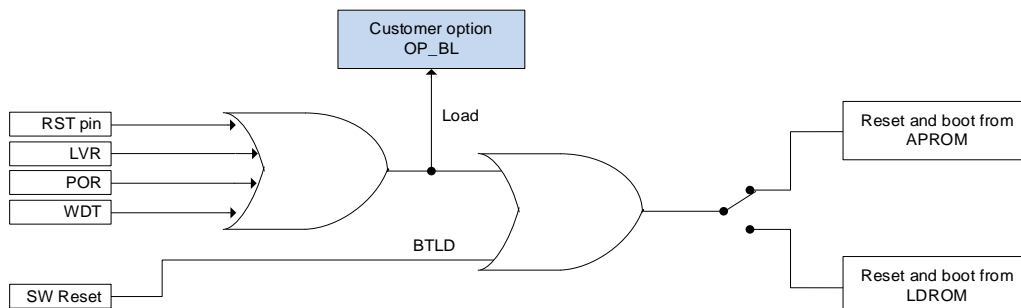 Customer option
OP_BL
Load
RST pin
LVR
POR
WDT
BTLD
SW Reset
Reset and boot from
APROM
Reset and boot from
LDROM